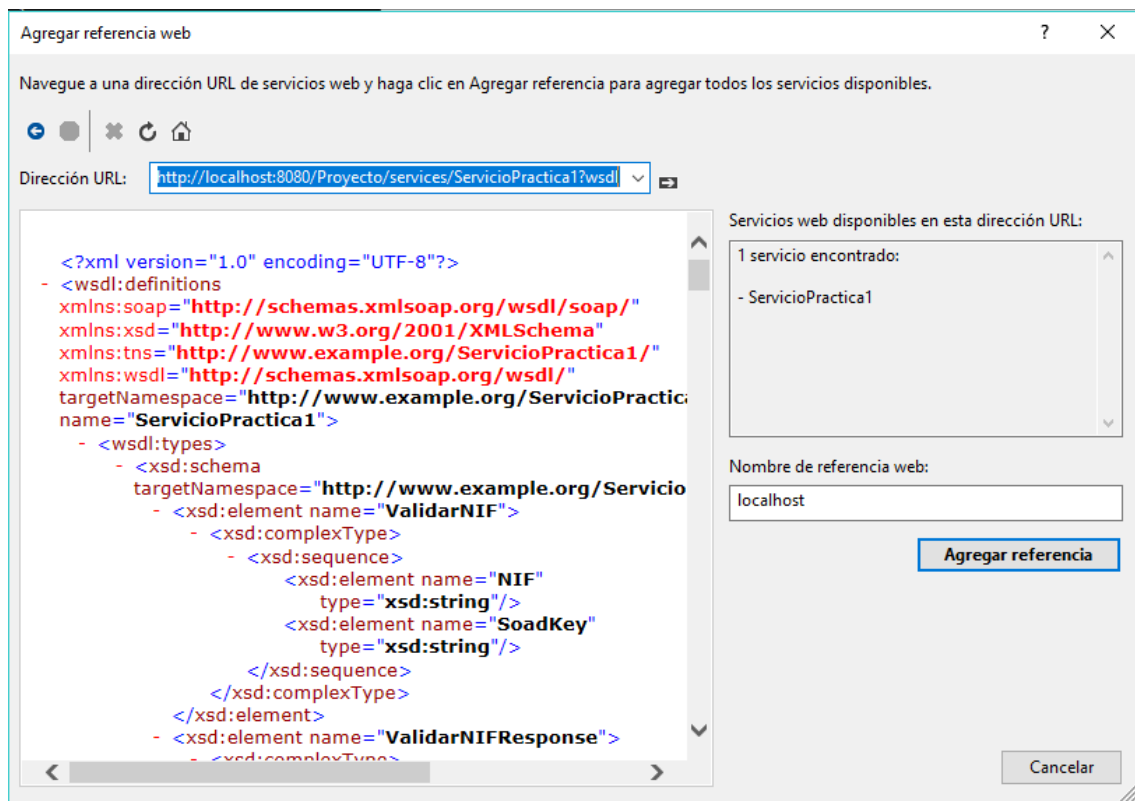 Agregar referencia web
?
Navegue a una dirección URL de servicios web y haga clic en Agregar referencia para agregar todos los servicios disponibles.
Dirección URL:
http://localhost:8080/Proyecto/services/ServicioPractica1?wsdl
<?xml version="1.0" encoding="UTF-8"?>
- <wsdl:definitions
xmlns:soap="http://schemas.xmlsoap.org/wsdl/soap/"
xmlns:xsd="http://www.w3.org/2001/XMLSchema"
xmlns:tns="http://www.example.org/ServicioPractica1/"
xmlns:wsdl="http://schemas.xmlsoap.org/wsdl/"
targetNamespace="http://www.example.org/ServicioPractic
name="ServicioPractica1">
- <wsdl:types>
- <xsd:schema
targetNamespace="http://www.example.org/Servicio
- <xsd:element name="ValidarNIF">
- <xsd:complexType>
- <xsd:sequence>
<xsd:element name="NIF"
type="xsd:string"/>
<xsd:element name="SoadKey"
type="xsd:string"/>
</xsd:sequence>
</xsd:complexType>
</xsd:element>
- <xsd:element name="ValidarNIFResponse">
- <xsd:complexType>
Servicios web disponibles en esta dirección URL:
1 servicio encontrado:
- ServicioPractica1
Nombre de referencia web:
localhost
Agregar referencia
Cancelar